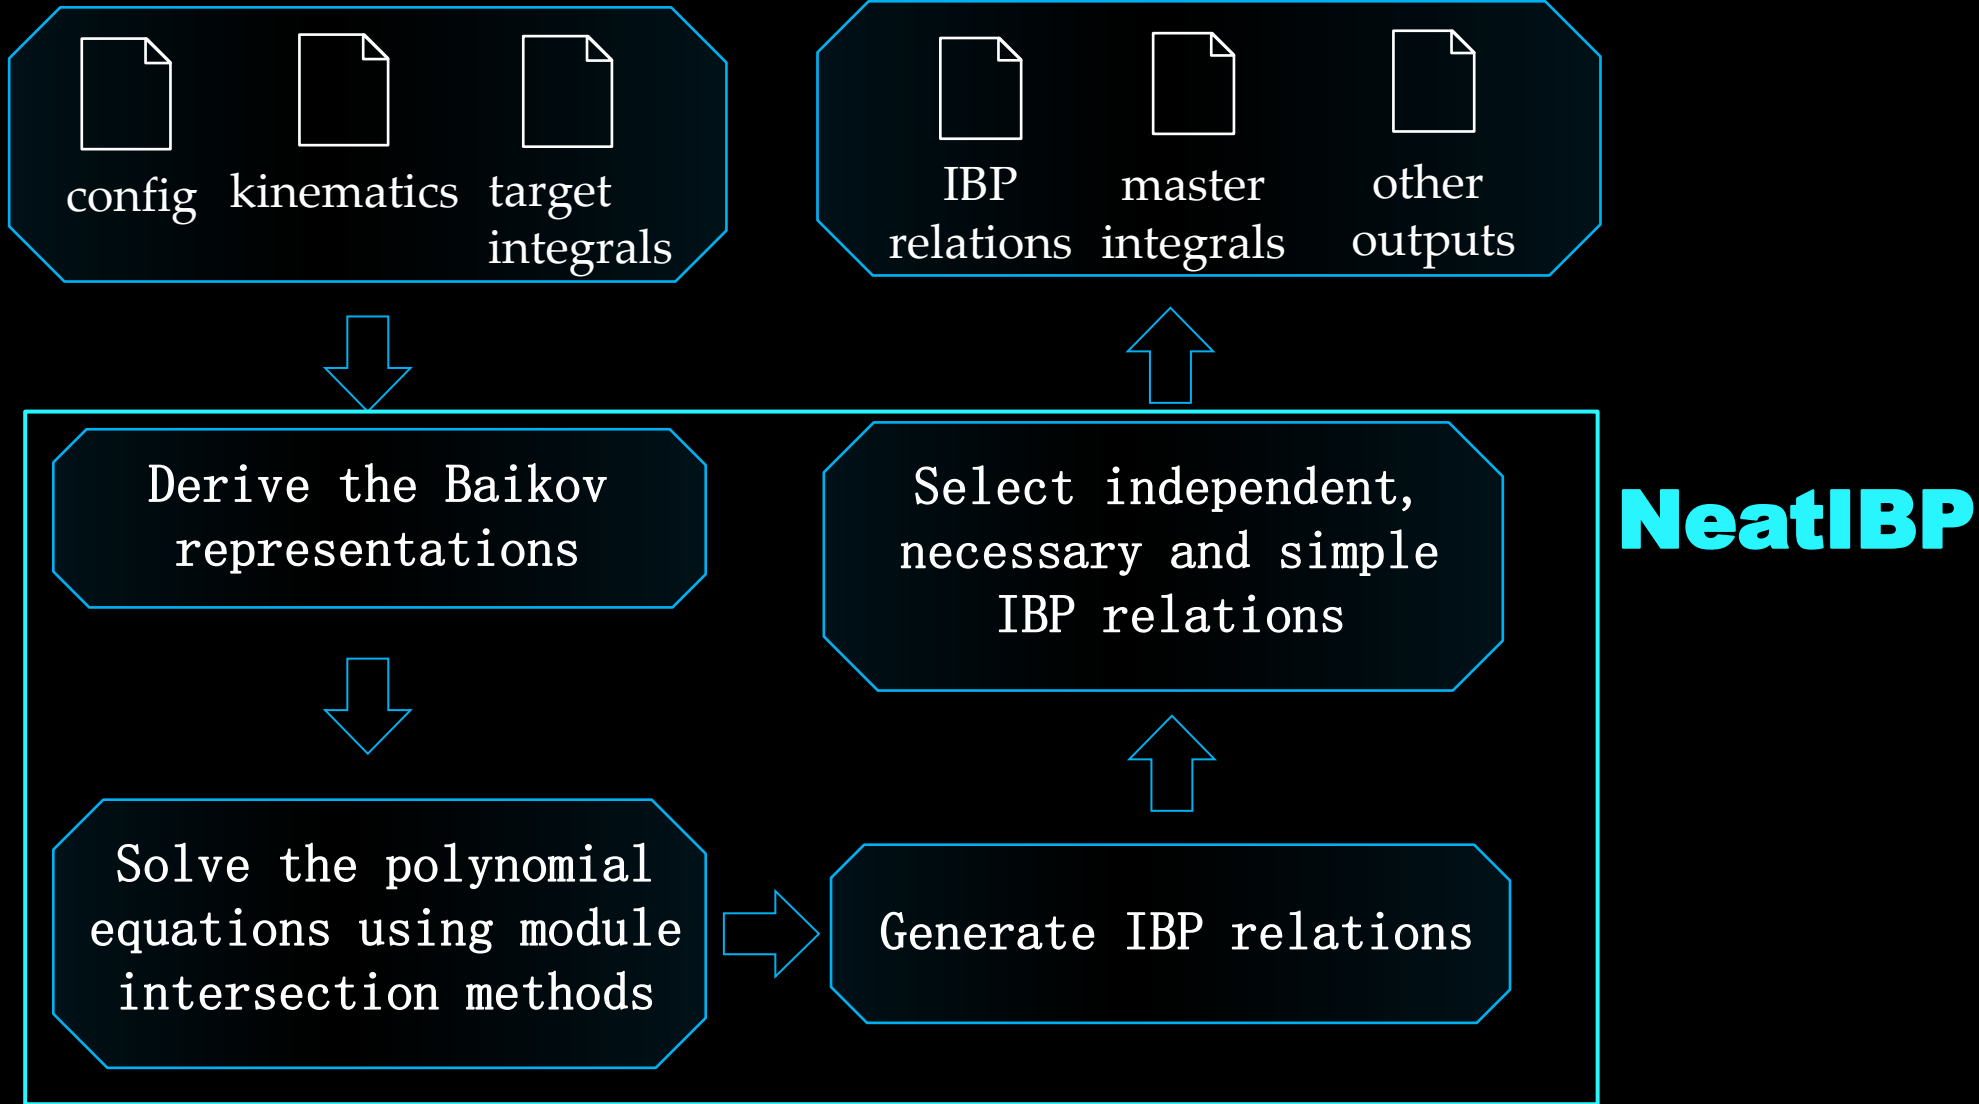 config
kinematics
target
integrals
IBP
relations
master
integrals
other
outputs
Derive the Baikov
representations
Select independent,
necessary and simple
IBP relations
NeatIBP
Solve the polynomial
equations using module
intersection methods
Generate IBP relations